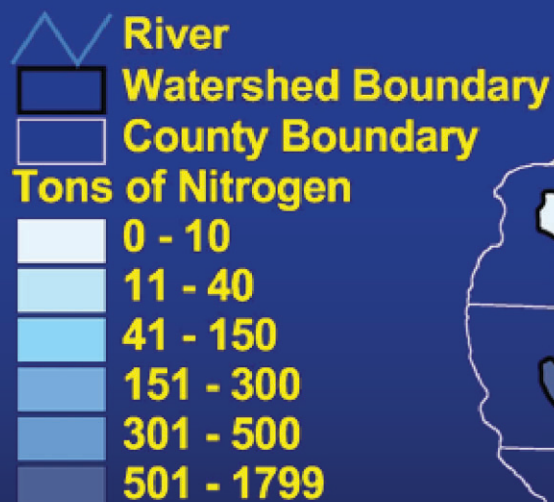 River
Watershed Boundary
County Boundary
Tons of Nitrogen
0 - 10
11 - 40
41 - 150
151 - 300
301 - 500
501 - 1799